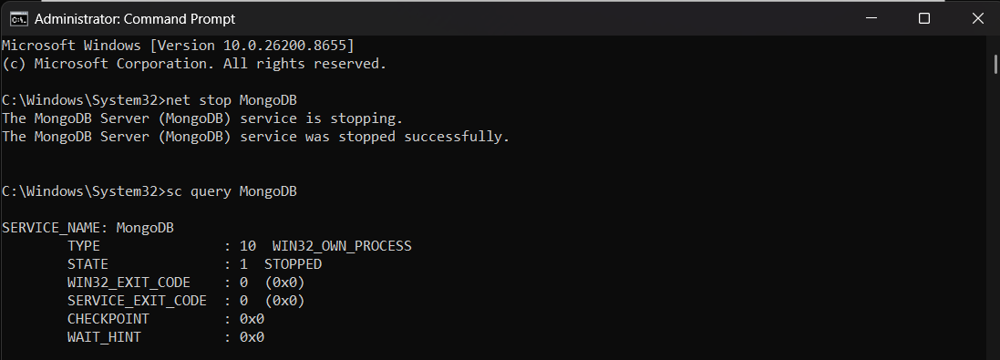 Administrator: Command Prompt
Microsoft Windows [Version 10.0.26200.8655]
(c) Microsoft Corporation. All rights reserved.
C:\Windows\System32>net stop MongoDB
The MongoDB Server (MongoDB) service is stopping.
The MongoDB Server (MongoDB) service was stopped successfully.
C:\Windows\System32>sc query MongoDB
SERVICE_NAME: MongoDB
        TYPE               : 10  WIN32_OWN_PROCESS
        STATE              : 1  STOPPED
        WIN32_EXIT_CODE    : 0  (0x0)
        SERVICE_EXIT_CODE  : 0  (0x0)
        CHECKPOINT         : 0x0
        WAIT_HINT          : 0x0